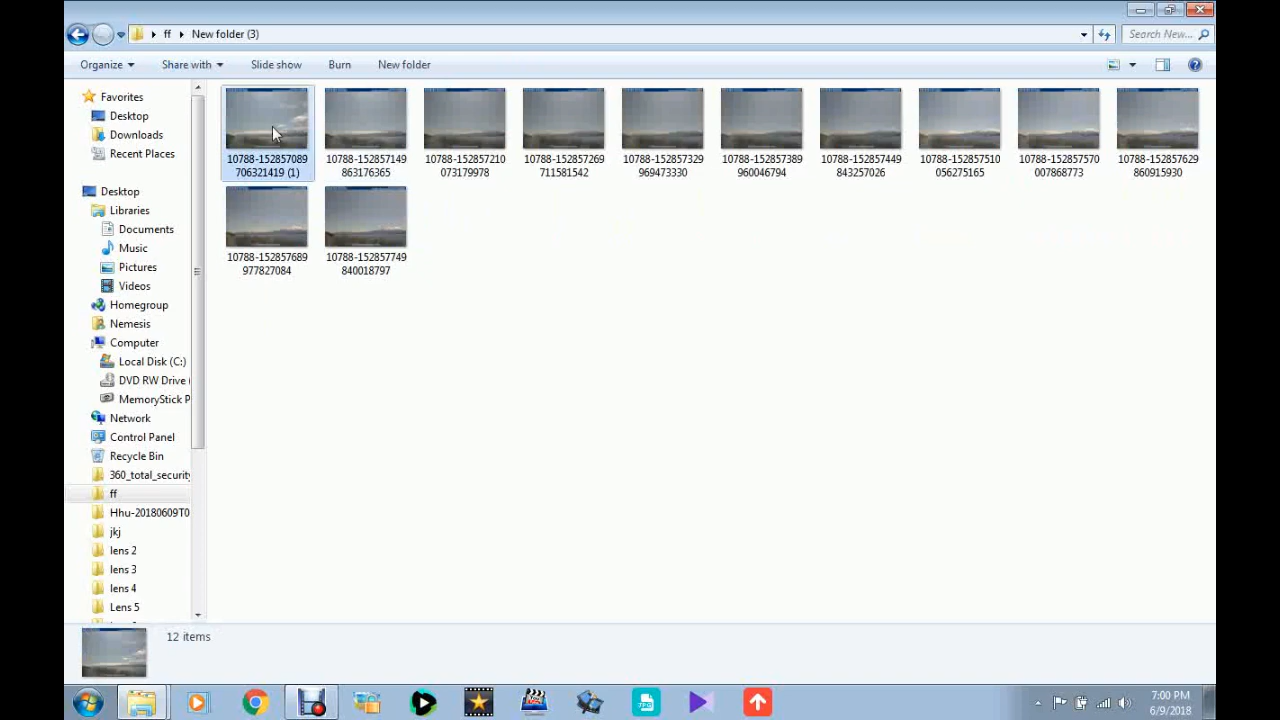 ff New folder (3) Search New...
Organize Share with Slide show Burn New folder
Favorites
Desktop
Downloads
Recent Places
Desktop
Libraries
Documents
Music
Pictures
Videos
Homegroup
Nemesis
Computer
Local Disk (C:)
DVD RW Drive (
MemoryStick P
Network
Control Panel
Recycle Bin
360_total_security
ff
Hhu-20180609T0
jkj
lens 2
lens 3
lens 4
Lens 5
10788-152857089 10788-152857149 10788-152857210 10788-152857269 10788-152857329 10788-152857389 10788-152857449 10788-152857510 10788-152857570 10788-152857629
706321419 (1) 863176365 073179978 711581542 969473330 960046794 843257026 056275165 007868773 860915930
10788-152857689 10788-152857749
977827084 840018797
12 items
7:00 PM
6/9/2018